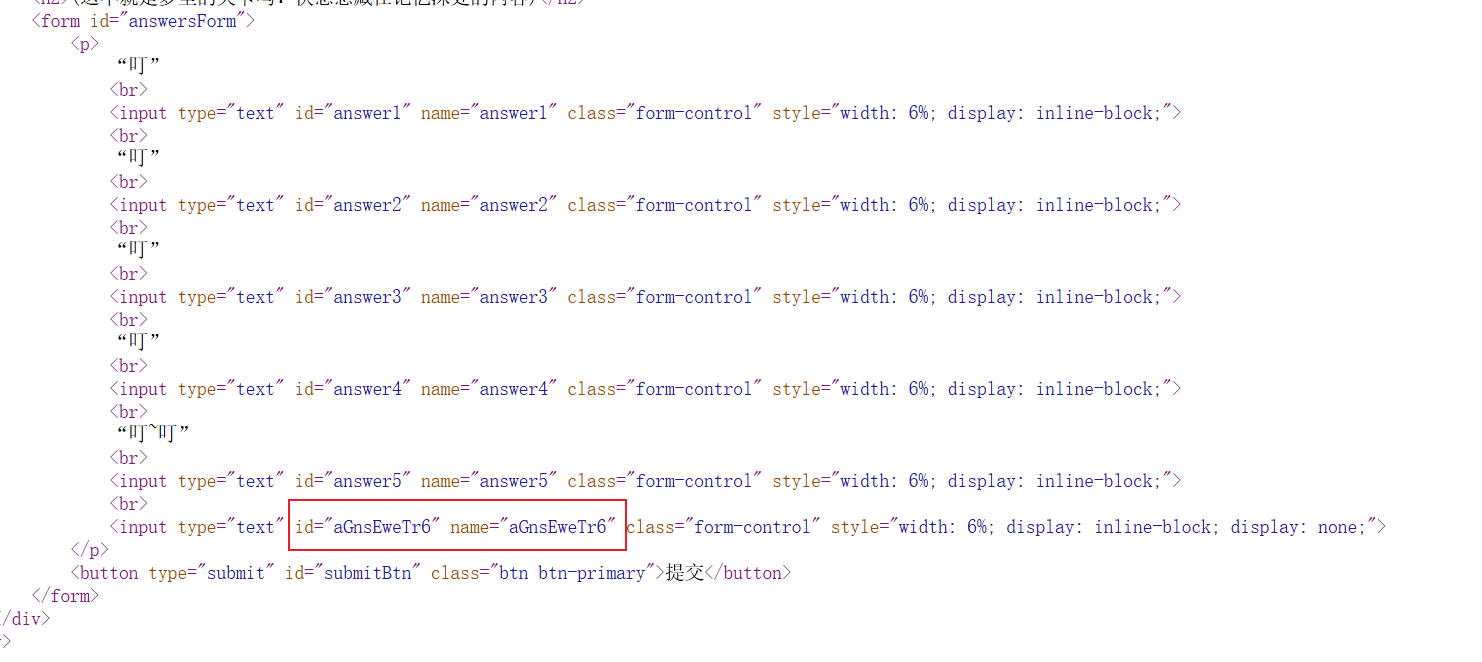 <form id="answersForm">
<p>
“叮”
<br>
<input type="text" id="answer1" name="answer1" class="form-control" style="width: 6%; display: inline-block;">
<br>
“叮”
<br>
<input type="text" id="answer2" name="answer2" class="form-control" style="width: 6%; display: inline-block;">
<br>
“叮”
<br>
<input type="text" id="answer3" name="answer3" class="form-control" style="width: 6%; display: inline-block;">
<br>
“叮”
<br>
<input type="text" id="answer4" name="answer4" class="form-control" style="width: 6%; display: inline-block;">
<br>
“叮~叮”
<br>
<input type="text" id="answer5" name="answer5" class="form-control" style="width: 6%; display: inline-block;">
<br>
<input type="text" id="aGnsEweTr6" name="aGnsEweTr6" class="form-control" style="width: 6%; display: inline-block; display: none;">
</p>
<button type="submit" id="submitBtn" class="btn btn-primary">提交</button>
</form>
/div>
>